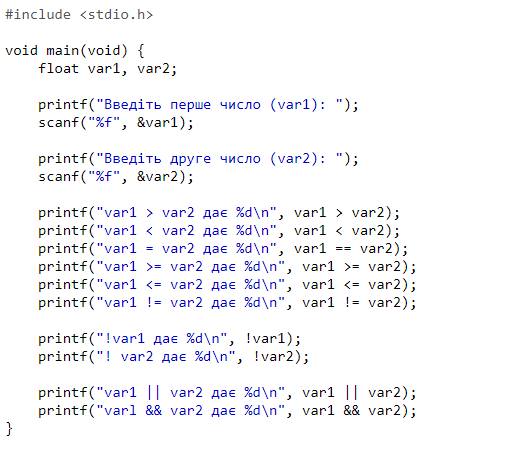 #include <stdio.h>
void main(void) {
float var1, var2;
printf("Введіть перше число (var1): ");
scanf("%f", &var1);
printf("Введіть друге число (var2): ");
scanf("%f", &var2);
printf("var1 > var2 дає %d\n", var1 > var2);
printf("var1 < var2 дає %d\n", var1 < var2);
printf("var1 = var2 дає %d\n", var1 == var2);
printf("var1 >= var2 дає %d\n", var1 >= var2);
printf("var1 <= var2 дає %d\n", var1 <= var2);
printf("var1 != var2 дає %d\n", var1 != var2);
printf("!var1 дає %d\n", !var1);
printf("! var2 дає %d\n", !var2);
printf("var1 || var2 дає %d\n", var1 || var2);
printf("varl && var2 дає %d\n", var1 && var2);
}